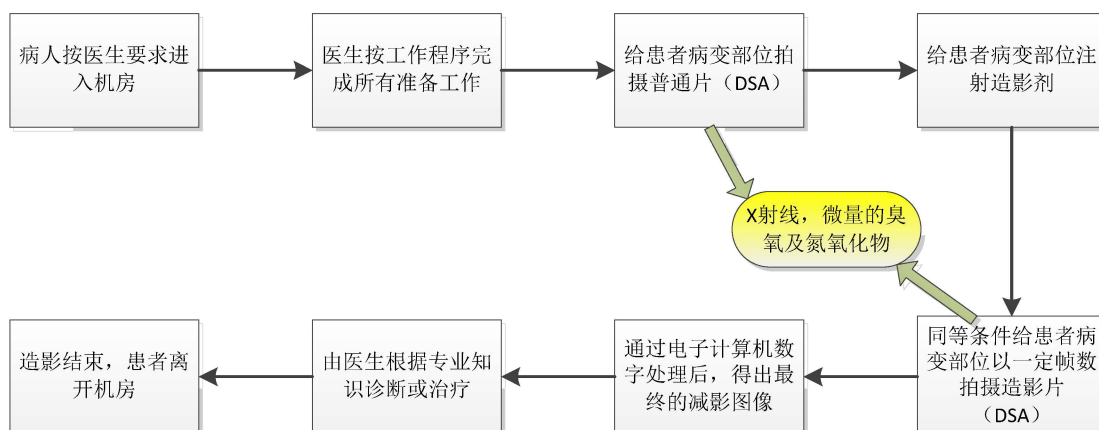 病人按医生要求进
入机房
医生按工作程序完
成所有准备工作
给患者病变部位拍
摄普通片（DSA）
给患者病变部位注
射造影剂
X射线，微量的臭
氧及氮氧化物
同等条件给患者病
变部位以一定帧数
拍摄造影片
（DSA）
通过电子计算机数
字处理后，得出最
终的减影图像
由医生根据专业知
识诊断或治疗
造影结束，患者离
开机房